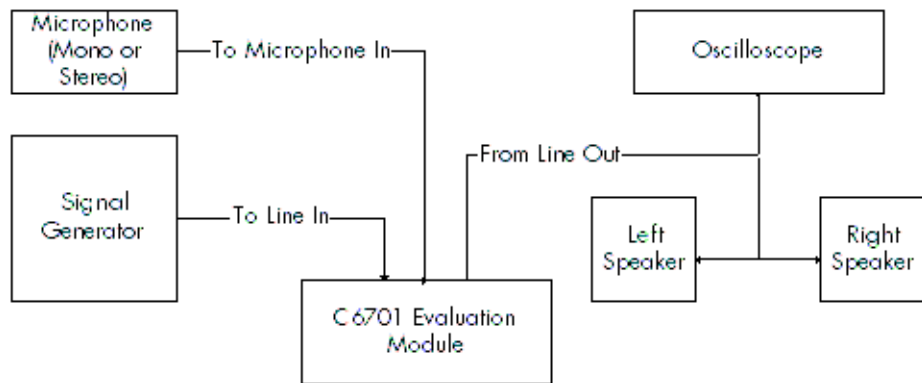 Microphone
(Mono or
Stereo)
To Microphone In
Oscilloscope
Signal
Generator
To Line In
From Line Out
Left
Speaker
Right
Speaker
C6701 Evaluation
Module